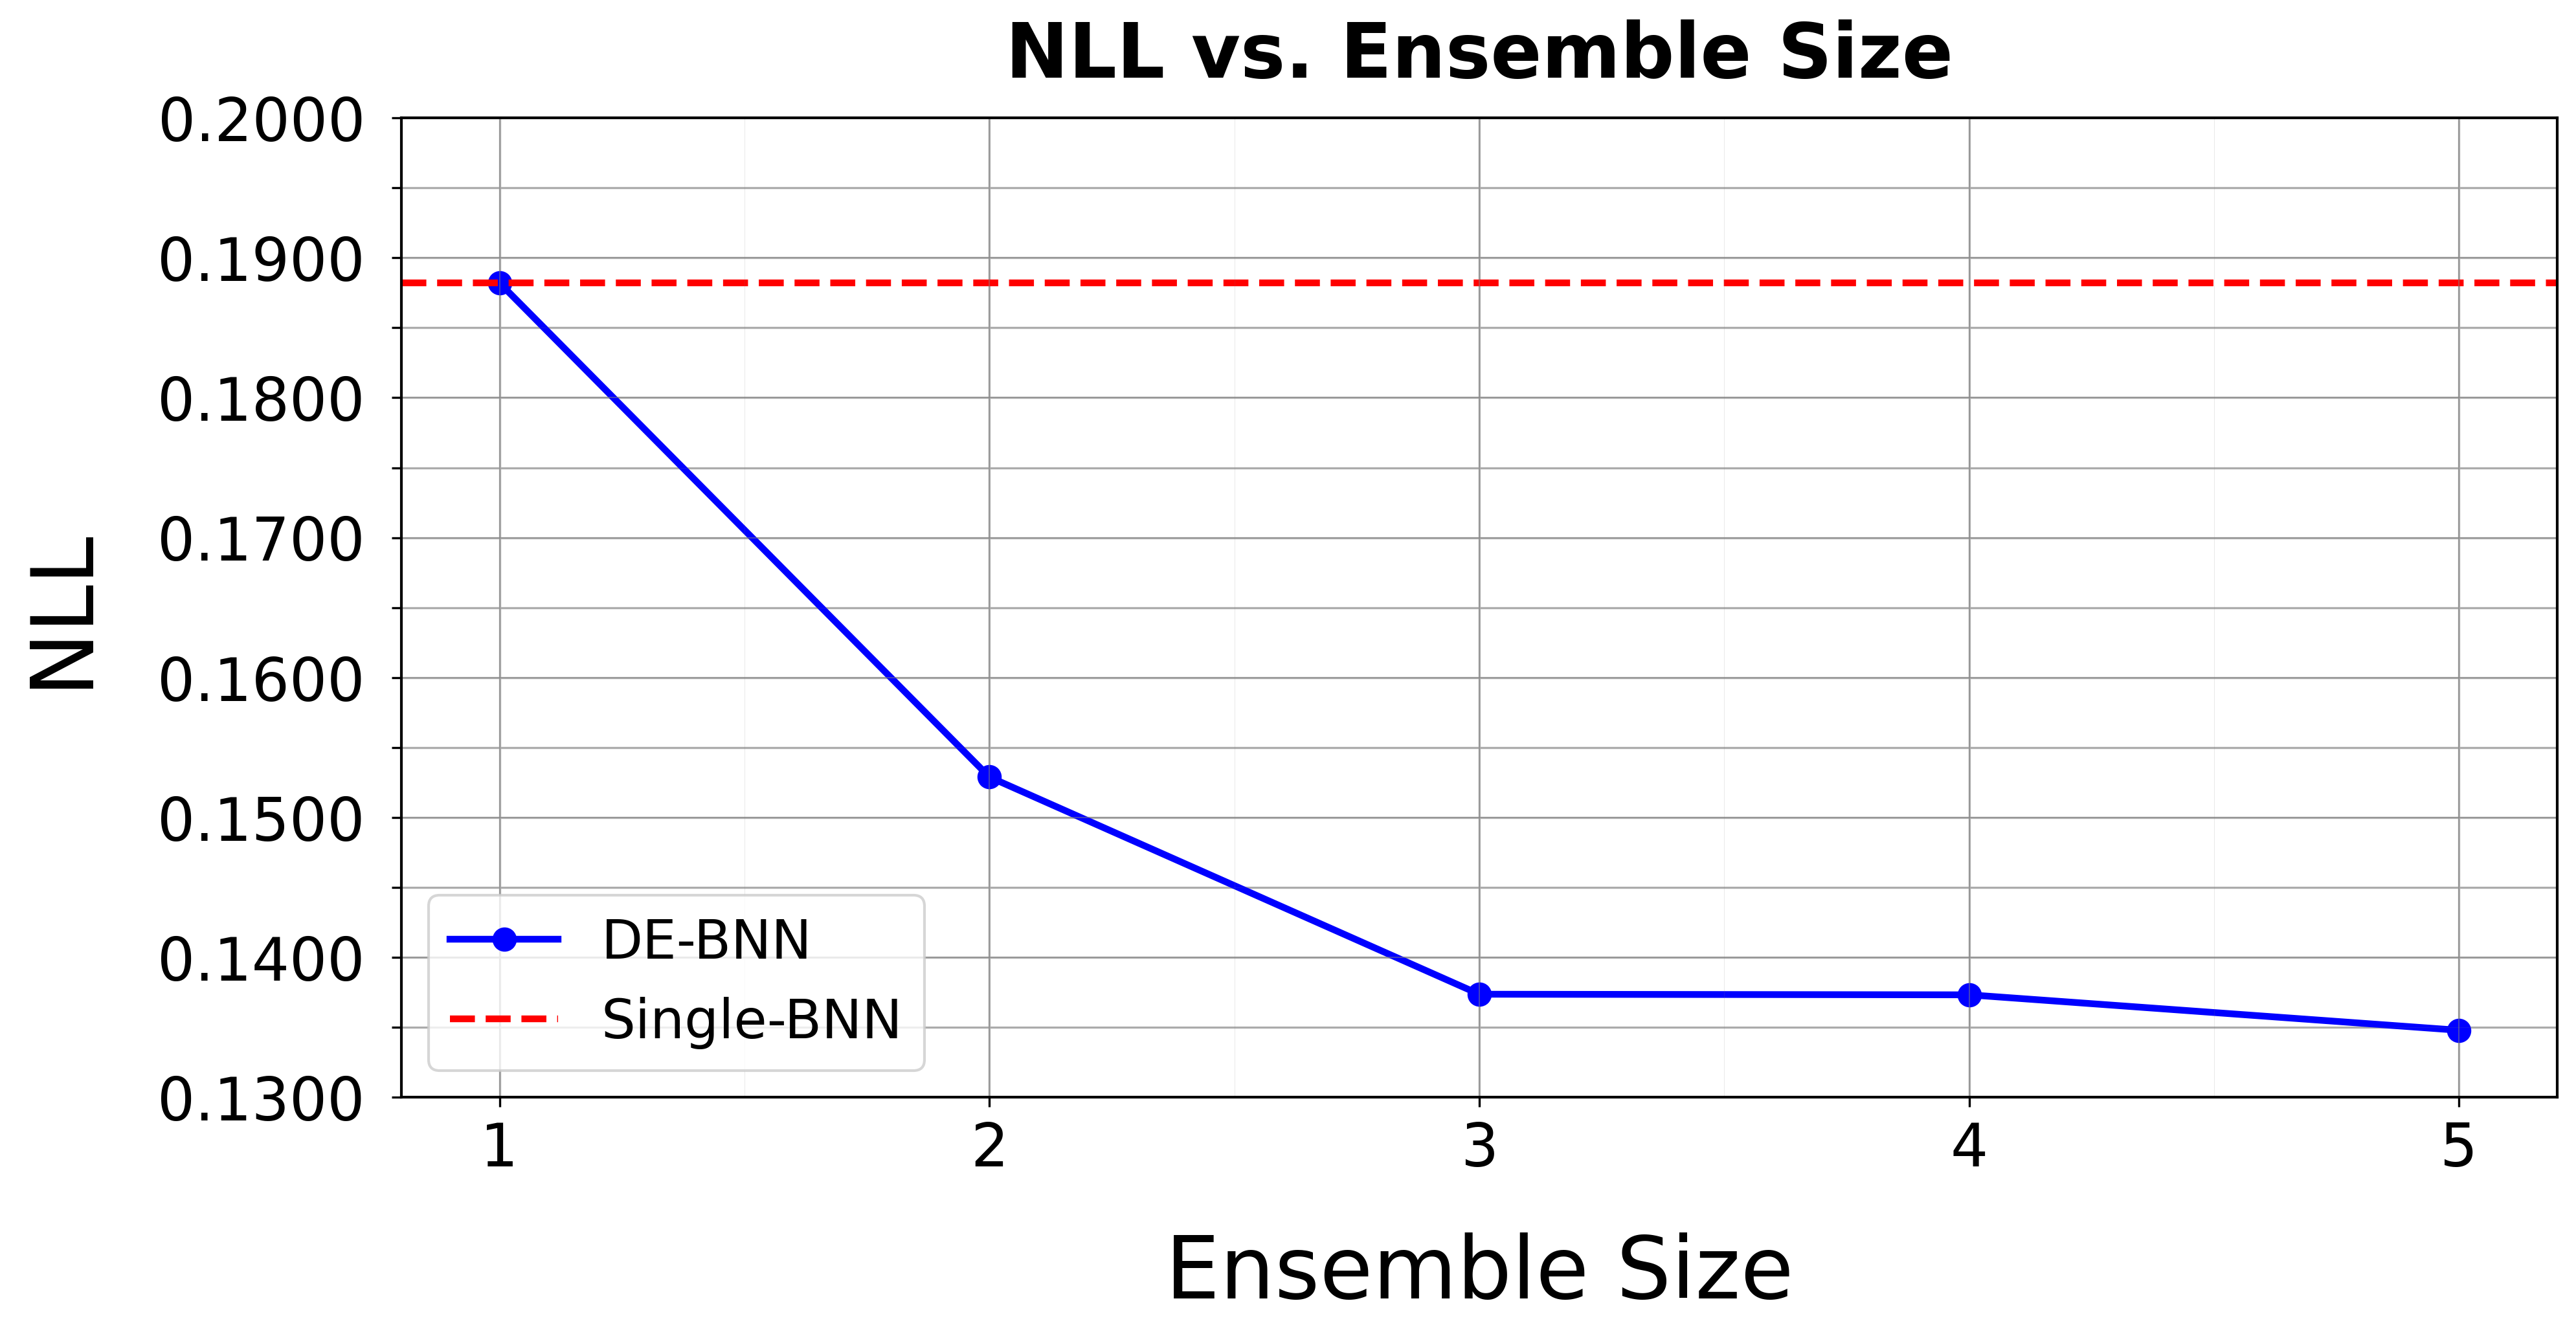 NLL vs. Ensemble Size
NLL
0.2000
0.1900
0.1800
0.1700
0.1600
0.1500
0.1400
0.1300
DE-BNN
Single-BNN
1 2 3 4 5
Ensemble Size